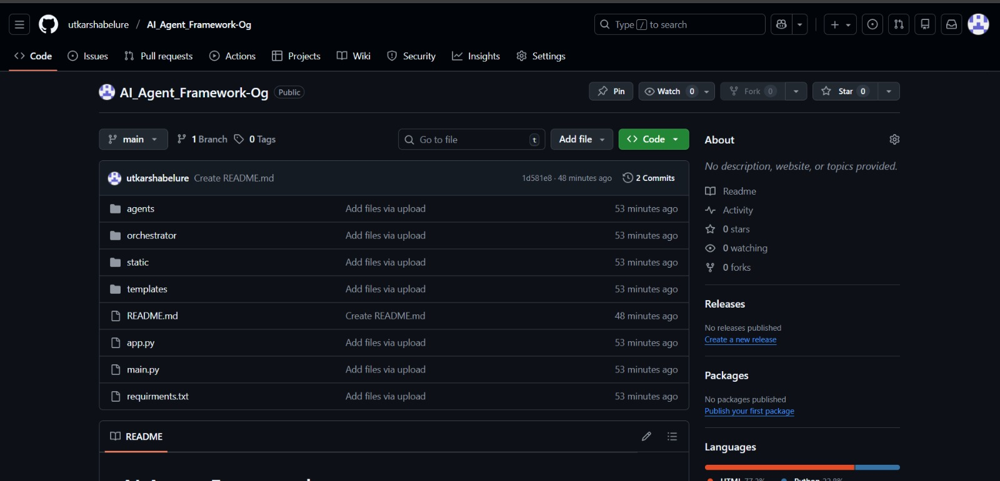 utkarshabelure / AI_Agent_Framework-Og
Type / to search
Code Issues Pull requests Actions Projects Wiki Security Insights Settings
AI_Agent_Framework-Og Public
Pin Watch 0 Fork 0 Star 0
main 1 Branch 0 Tags
Go to file t Add file Code
utkarshabelure Create README.md 1d581e8 · 48 minutes ago 2 Commits
agents Add files via upload 53 minutes ago
orchestrator Add files via upload 53 minutes ago
static Add files via upload 53 minutes ago
templates Add files via upload 53 minutes ago
README.md Create README.md 48 minutes ago
app.py Add files via upload 53 minutes ago
main.py Add files via upload 53 minutes ago
requirments.txt Add files via upload 53 minutes ago
README
About
No description, website, or topics provided.
Readme
Activity
0 stars
0 watching
0 forks
Releases
No releases published
Create a new release
Packages
No packages published
Publish your first package
Languages
HTML 77.2% Python 22.8%